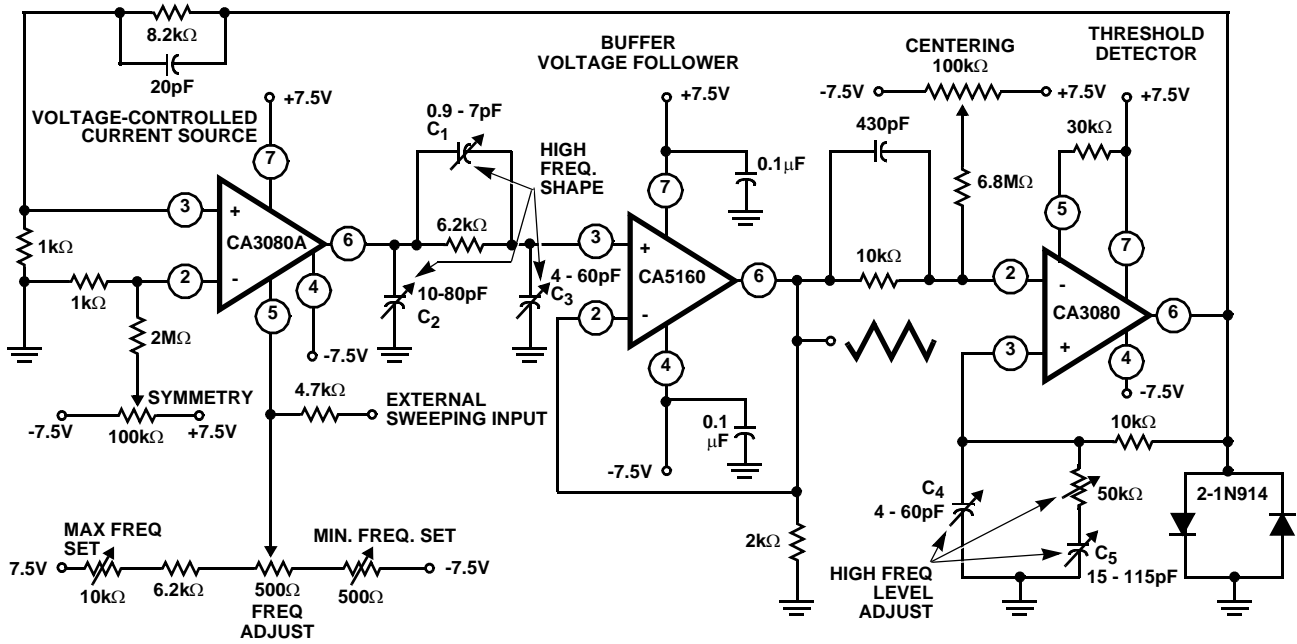 8.2kΩ
20pF
VOLTAGE-CONTROLLED
CURRENT SOURCE
+7.5V
7
3
+
CA3080A
6
1kΩ
2
-
1kΩ
5
4
-7.5V
2MΩ
SYMMETRY
-7.5V
100kΩ
+7.5V
4.7kΩ
EXTERNAL
SWEEPING INPUT
MAX FREQ
SET
7.5V
10kΩ
6.2kΩ
500Ω
FREQ
ADJUST
MIN. FREQ. SET
500Ω
-7.5V
0.9 - 7pF
C1
HIGH
FREQ.
SHAPE
6.2kΩ
10-80pF
C2
4 - 60pF
C3
BUFFER
VOLTAGE FOLLOWER
+7.5V
0.1μF
7
3
+
CA5160
6
2
-
4
0.1
μF
-7.5V
2kΩ
430pF
10kΩ
CENTERING
100kΩ
-7.5V
+7.5V
6.8MΩ
THRESHOLD
DETECTOR
+7.5V
30kΩ
5
7
2
-
CA3080
6
3
+
4
-7.5V
10kΩ
C4
4 - 60pF
50kΩ
C5
15 - 115pF
HIGH FREQ
LEVEL
ADJUST
2-1N914